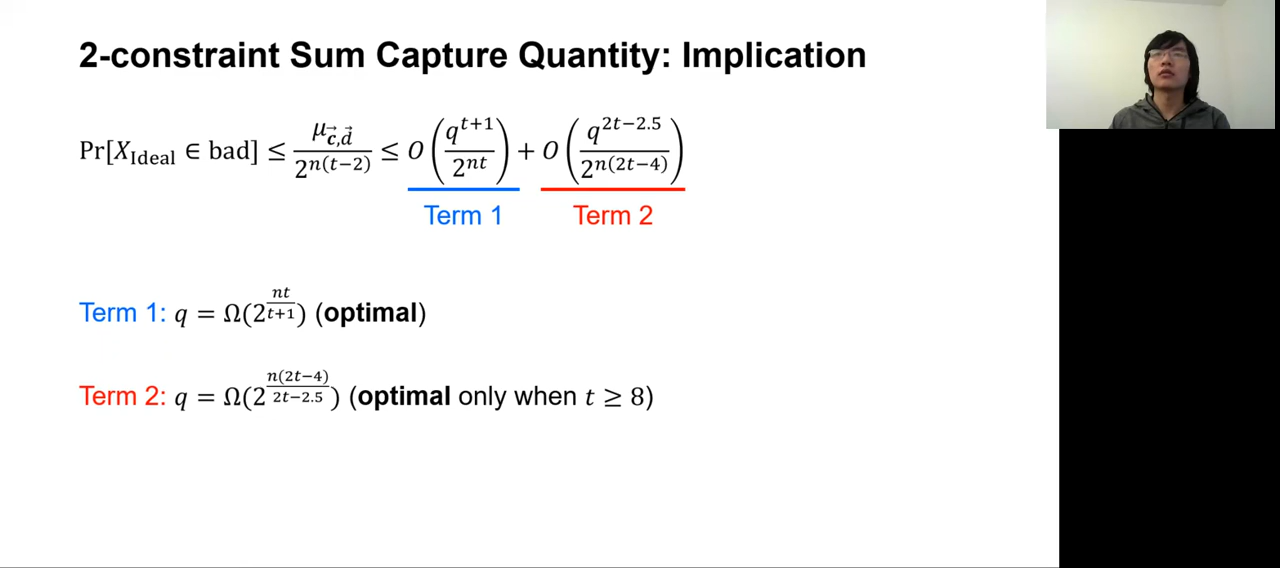 2-constraint Sum Capture Quantity: Implication
Pr[X_Ideal ∈ bad] ≤ μ_{c⃗,d⃗} / 2^{n(t−2)} ≤ O(q^{t+1} / 2^{nt}) + O(q^{2t−2.5} / 2^{n(2t−4)})
Term 1 Term 2
Term 1: q = Ω(2^{nt/(t+1)}) (optimal)
Term 2: q = Ω(2^{n(2t−4)/(2t−2.5)}) (optimal only when t ≥ 8)